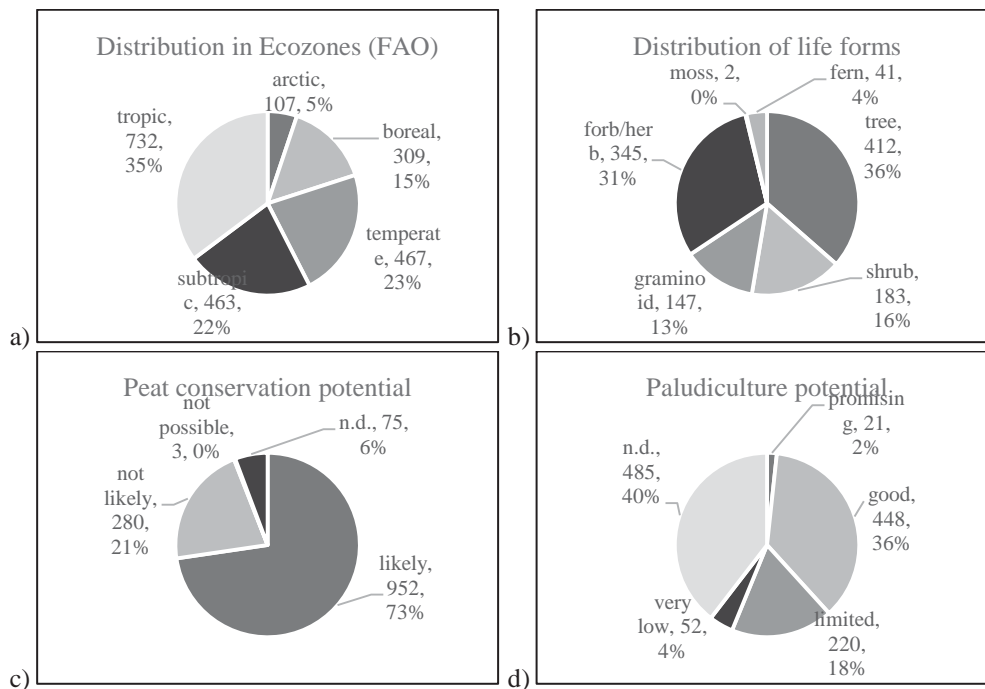 Distribution in Ecozones (FAO)
arctic,
107, 5%
boreal,
309,
15%
temperat
e, 467,
23%
subtropi
c, 463,
22%
tropic,
732,
35%
a)
Distribution of life forms
moss, 2,
0%
fern, 41,
4%
tree,
412,
36%
shrub,
183,
16%
gramino
id, 147,
13%
forb/her
b, 345,
31%
b)
Peat conservation potential
not
possible,
3, 0%
n.d., 75,
6%
not
likely,
280,
21%
likely,
952,
73%
c)
Paludiculture potential
promisin
g, 21,
2%
good,
448,
36%
limited,
220,
18%
very
low, 52,
4%
n.d.,
485,
40%
d)